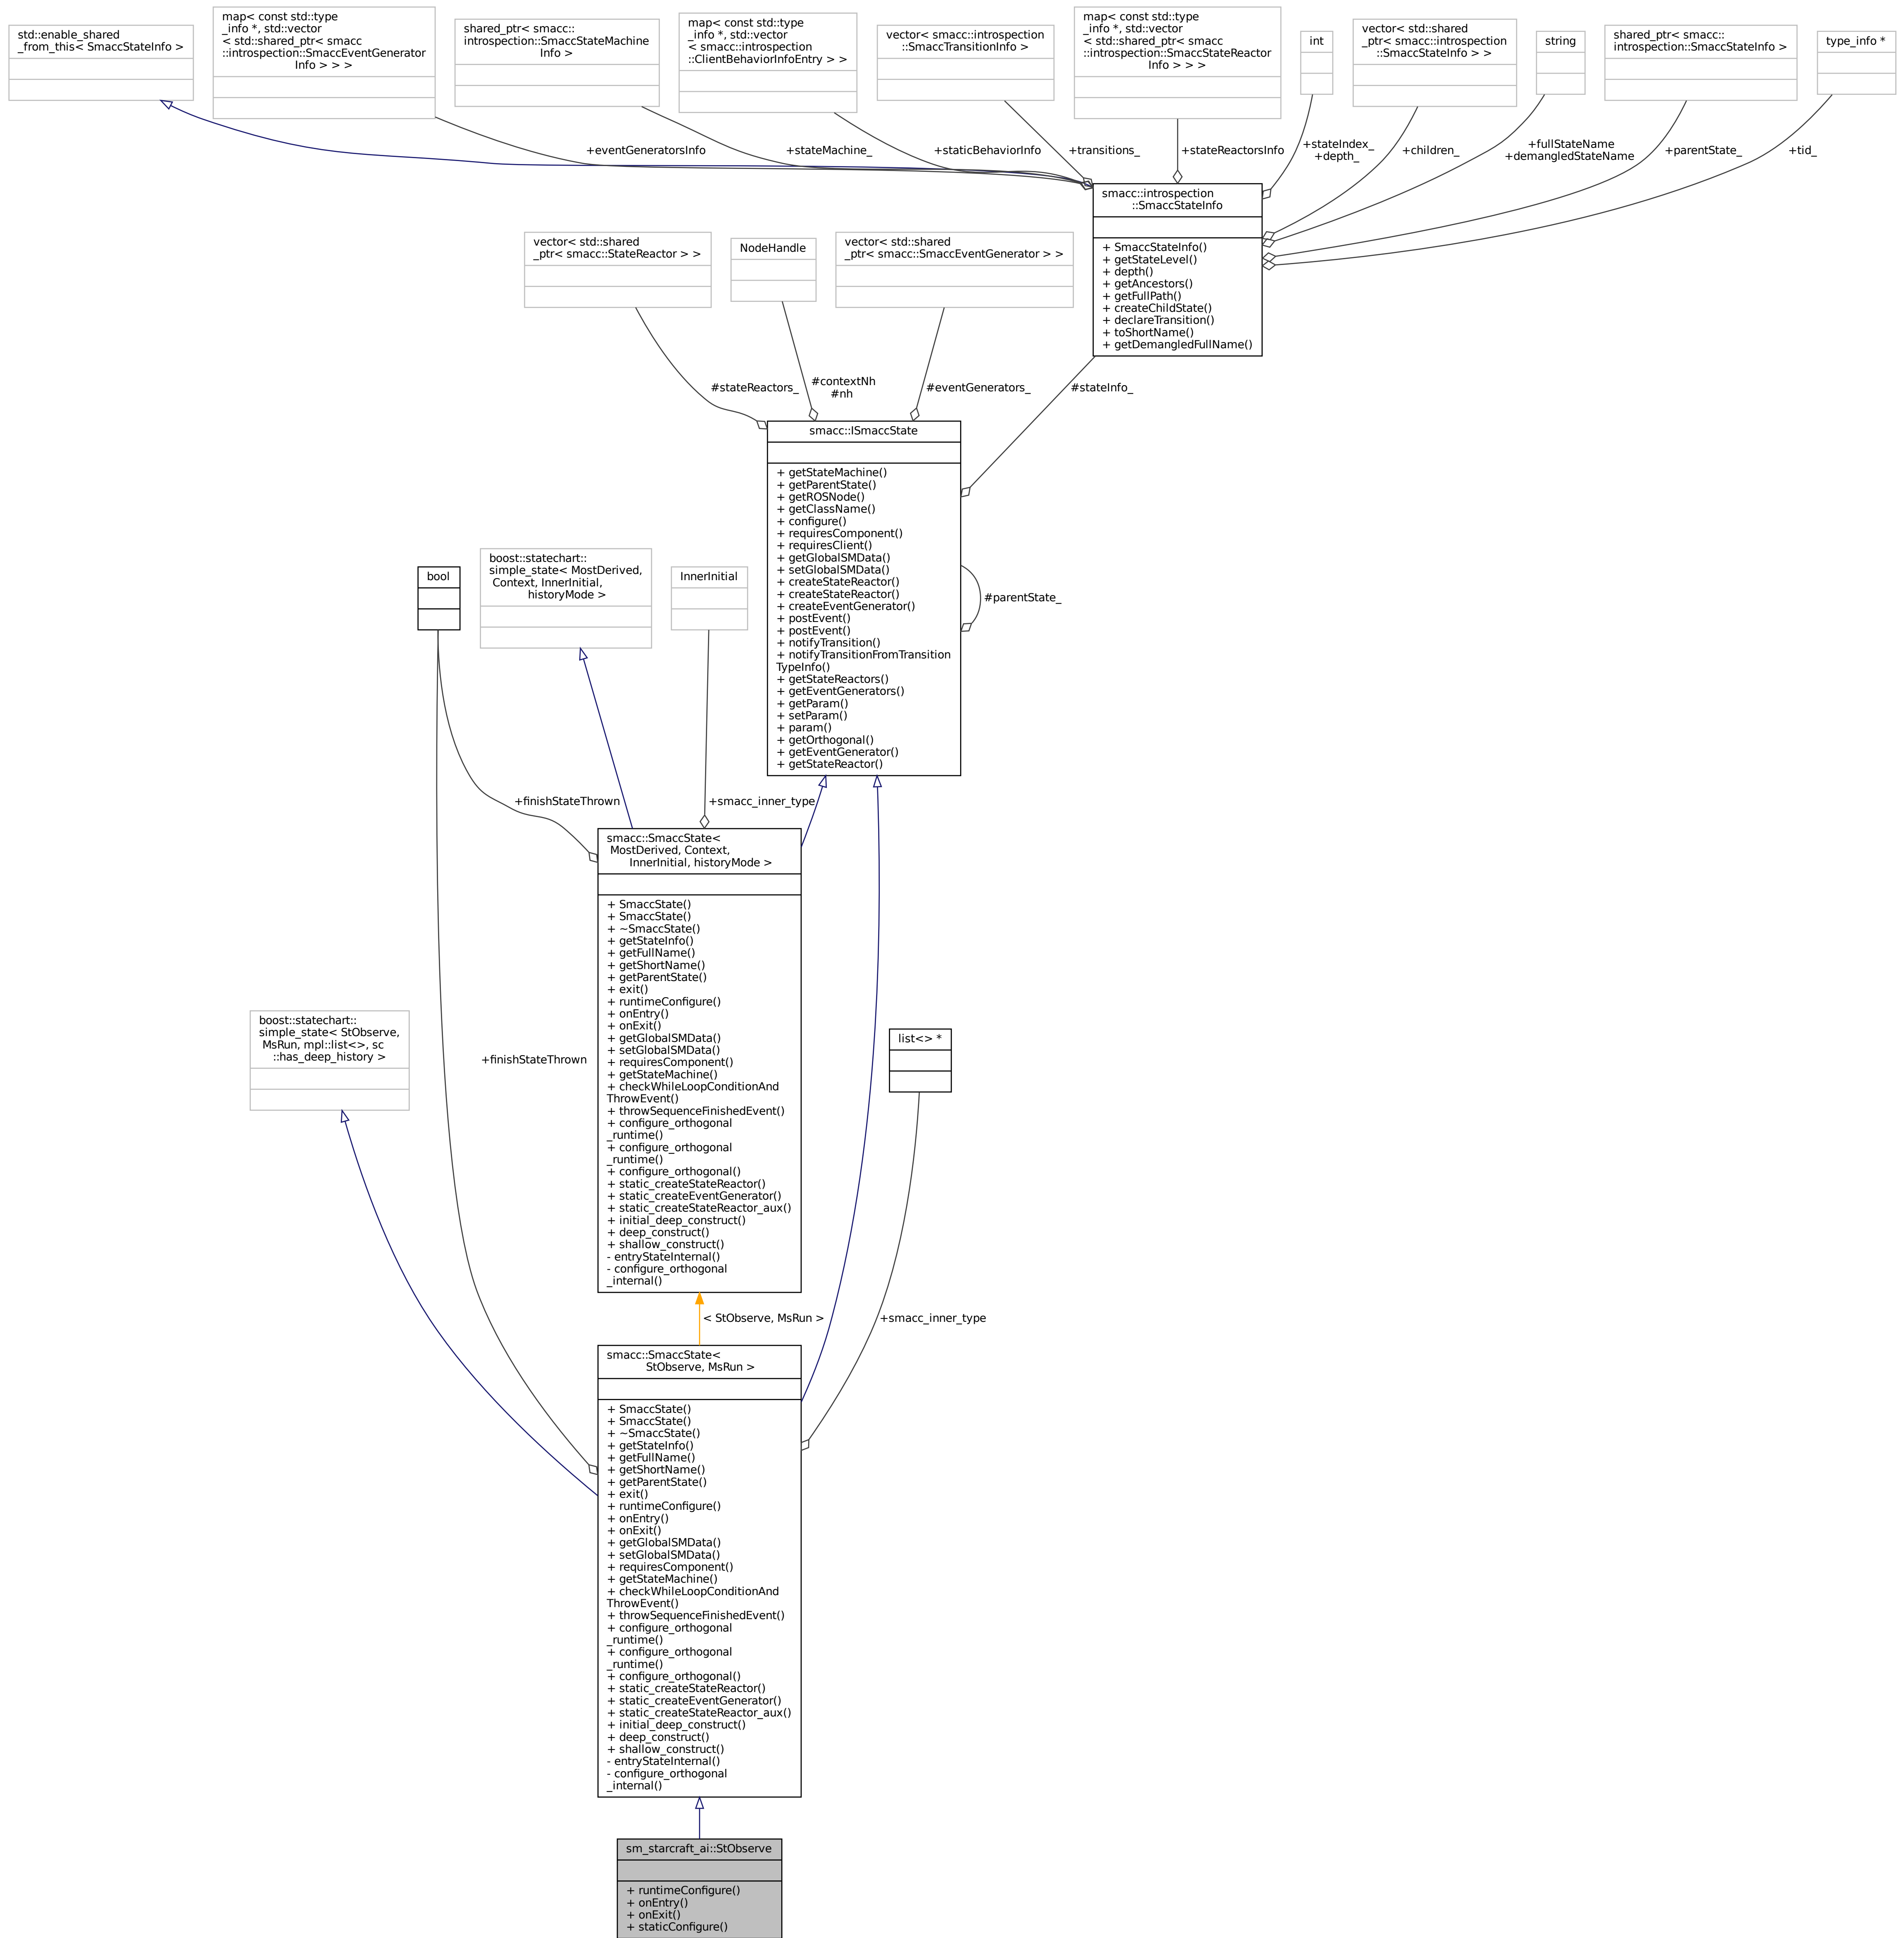 std::enable_shared
_from_this< SmaccStateInfo >
map< const std::type
_info *, std::vector
< std::shared_ptr< smacc
::introspection::SmaccEventGenerator
Info > > >
shared_ptr< smacc::
introspection::SmaccStateMachine
Info >
map< const std::type
_info *, std::vector
< smacc::introspection
::ClientBehaviorInfoEntry > >
vector< smacc::introspection
::SmaccTransitionInfo >
map< const std::type
_info *, std::vector
< std::shared_ptr< smacc
::introspection::SmaccStateReactor
Info > > >
int
vector< std::shared
_ptr< smacc::introspection
::SmaccStateInfo > >
string
shared_ptr< smacc::
introspection::SmaccStateInfo >
type_info *
+eventGeneratorsInfo
+stateMachine_
+staticBehaviorInfo
+transitions_
+stateReactorsInfo
+stateIndex_
+depth_
+children_
+fullStateName
+demangledStateName
+parentState_
+tid_
smacc::introspection
::SmaccStateInfo
+ SmaccStateInfo()
+ getStateLevel()
+ depth()
+ getAncestors()
+ getFullPath()
+ createChildState()
+ declareTransition()
+ toShortName()
+ getDemangledFullName()
vector< std::shared
_ptr< smacc::StateReactor > >
NodeHandle
vector< std::shared
_ptr< smacc::SmaccEventGenerator > >
#stateReactors_
#contextNh
#nh
#eventGenerators_
#stateInfo_
smacc::ISmaccState
+ getStateMachine()
+ getParentState()
+ getROSNode()
+ getClassName()
+ configure()
+ requiresComponent()
+ requiresClient()
+ getGlobalSMData()
+ setGlobalSMData()
+ createStateReactor()
+ createStateReactor()
+ createEventGenerator()
+ postEvent()
+ postEvent()
+ notifyTransition()
+ notifyTransitionFromTransition
TypeInfo()
+ getStateReactors()
+ getEventGenerators()
+ getParam()
+ setParam()
+ param()
+ getOrthogonal()
+ getEventGenerator()
+ getStateReactor()
#parentState_
bool
boost::statechart::
simple_state< MostDerived,
Context, InnerInitial,
historyMode >
InnerInitial
+finishStateThrown
+smacc_inner_type
smacc::SmaccState<
MostDerived, Context,
InnerInitial, historyMode >
+ SmaccState()
+ SmaccState()
+ ~SmaccState()
+ getStateInfo()
+ getFullName()
+ getShortName()
+ getParentState()
+ exit()
+ runtimeConfigure()
+ onEntry()
+ onExit()
+ getGlobalSMData()
+ setGlobalSMData()
+ requiresComponent()
+ getStateMachine()
+ checkWhileLoopConditionAnd
ThrowEvent()
+ throwSequenceFinishedEvent()
+ configure_orthogonal
_runtime()
+ configure_orthogonal
_runtime()
+ configure_orthogonal()
+ static_createStateReactor()
+ static_createEventGenerator()
+ static_createStateReactor_aux()
+ initial_deep_construct()
+ deep_construct()
+ shallow_construct()
- entryStateInternal()
- configure_orthogonal
_internal()
boost::statechart::
simple_state< StObserve,
MsRun, mpl::list<>, sc
::has_deep_history >
+finishStateThrown
list<> *
< StObserve, MsRun >
+smacc_inner_type
smacc::SmaccState<
StObserve, MsRun >
+ SmaccState()
+ SmaccState()
+ ~SmaccState()
+ getStateInfo()
+ getFullName()
+ getShortName()
+ getParentState()
+ exit()
+ runtimeConfigure()
+ onEntry()
+ onExit()
+ getGlobalSMData()
+ setGlobalSMData()
+ requiresComponent()
+ getStateMachine()
+ checkWhileLoopConditionAnd
ThrowEvent()
+ throwSequenceFinishedEvent()
+ configure_orthogonal
_runtime()
+ configure_orthogonal
_runtime()
+ configure_orthogonal()
+ static_createStateReactor()
+ static_createEventGenerator()
+ static_createStateReactor_aux()
+ initial_deep_construct()
+ deep_construct()
+ shallow_construct()
- entryStateInternal()
- configure_orthogonal
_internal()
sm_starcraft_ai::StObserve
+ runtimeConfigure()
+ onEntry()
+ onExit()
+ staticConfigure()